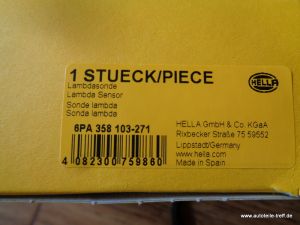 1 STUECK/PIECE
Lambdasonde
Lambda Sensor
Sonde lambda
Sonda lambda
6PA 358 103-271
4 082300 759860
HELLA
HELLA GmbH & Co. KGaA
Rixbecker Straße 75 59552
Lippstadt/Germany
www.hella.com
Made in Spain
© www.autoteile-treff.de